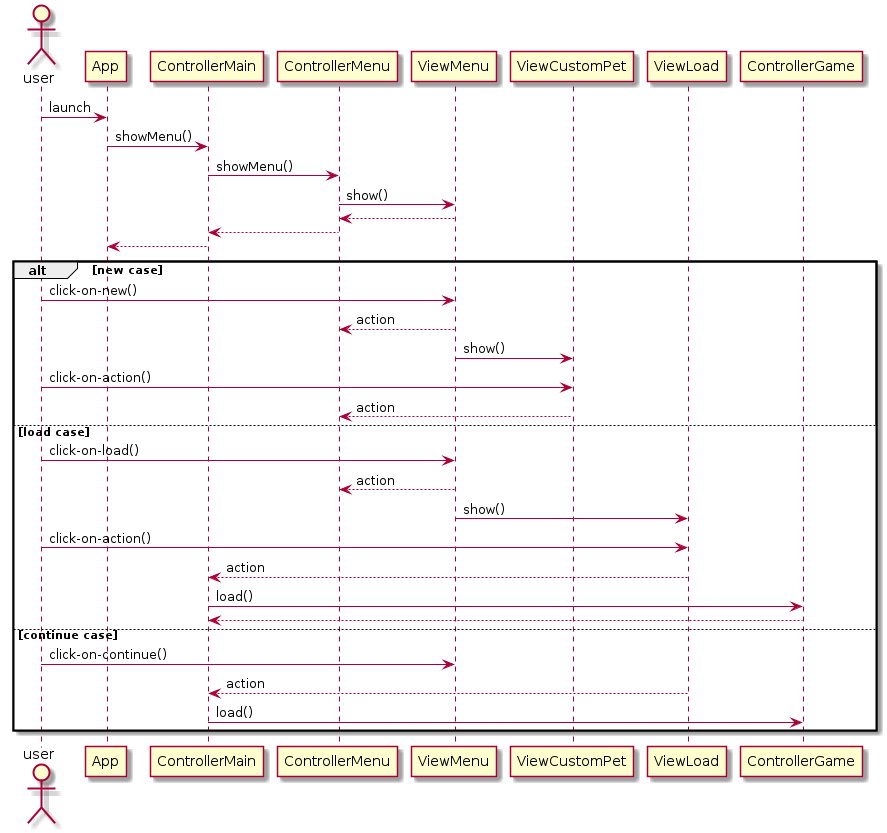 user
App
ControllerMain
ControllerMenu
ViewMenu
ViewCustomPet
ViewLoad
ControllerGame
launch
showMenu()
showMenu()
show()
alt [new case]
click-on-new()
action
show()
click-on-action()
action
[load case]
click-on-load()
action
show()
click-on-action()
action
load()
[continue case]
click-on-continue()
action
load()
user
App
ControllerMain
ControllerMenu
ViewMenu
ViewCustomPet
ViewLoad
ControllerGame